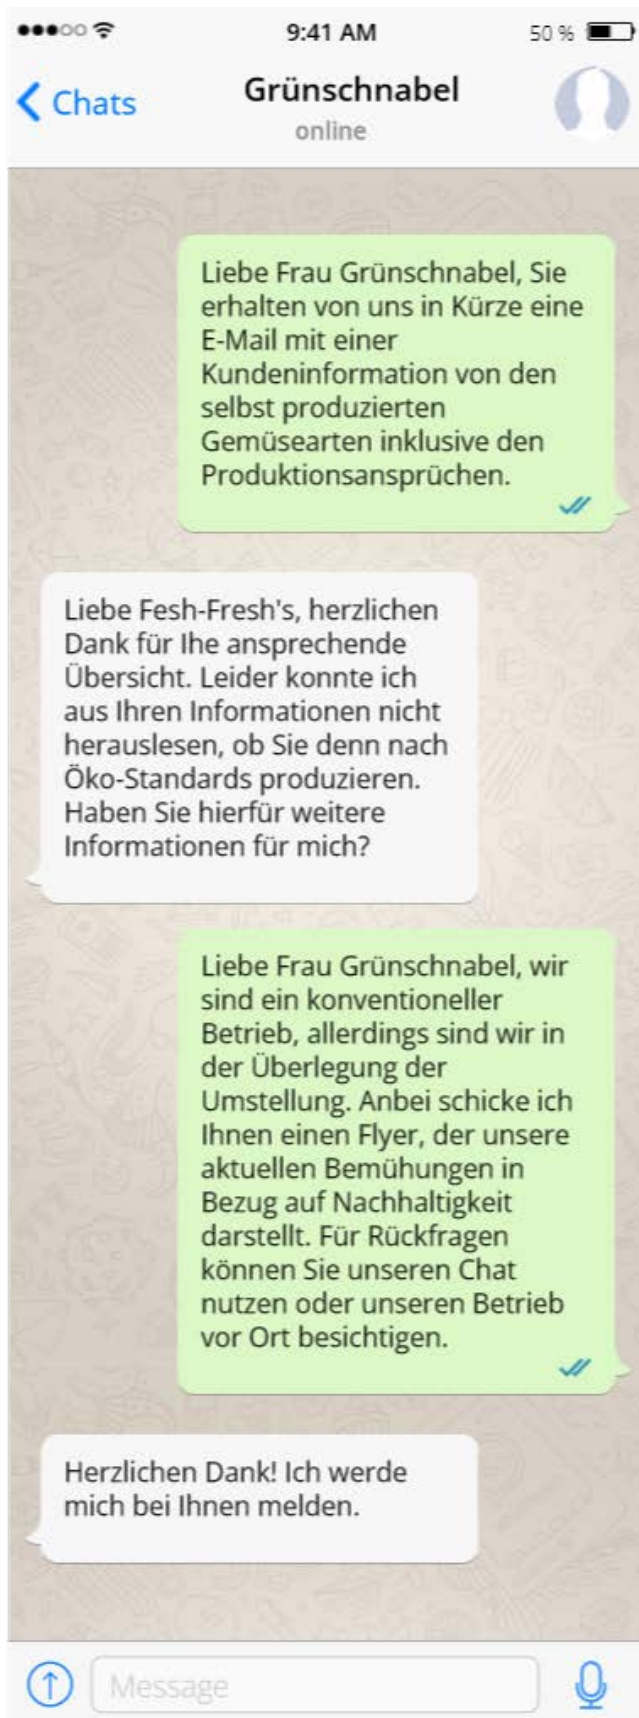 9:41 AM
50 %
Chats
Grünschnabel
online
Liebe Frau Grünschnabel, Sie
erhalten von uns in Kürze eine
E-Mail mit einer
Kundeninformation von den
selbst produzierten
Gemüsearten inklusive den
Produktionsansprüchen.
Liebe Fesh-Fresh's, herzlichen
Dank für Ihe ansprechende
Übersicht. Leider konnte ich
aus Ihren Informationen nicht
herauslesen, ob Sie denn nach
Öko-Standards produzieren.
Haben Sie hierfür weitere
Informationen für mich?
Liebe Frau Grünschnabel, wir
sind ein konventioneller
Betrieb, allerdings sind wir in
der Überlegung der
Umstellung. Anbei schicke ich
Ihnen einen Flyer, der unsere
aktuellen Bemühungen in
Bezug auf Nachhaltigkeit
darstellt. Für Rückfragen
können Sie unseren Chat
nutzen oder unseren Betrieb
vor Ort besichtigen.
Herzlichen Dank! Ich werde
mich bei Ihnen melden.
Message